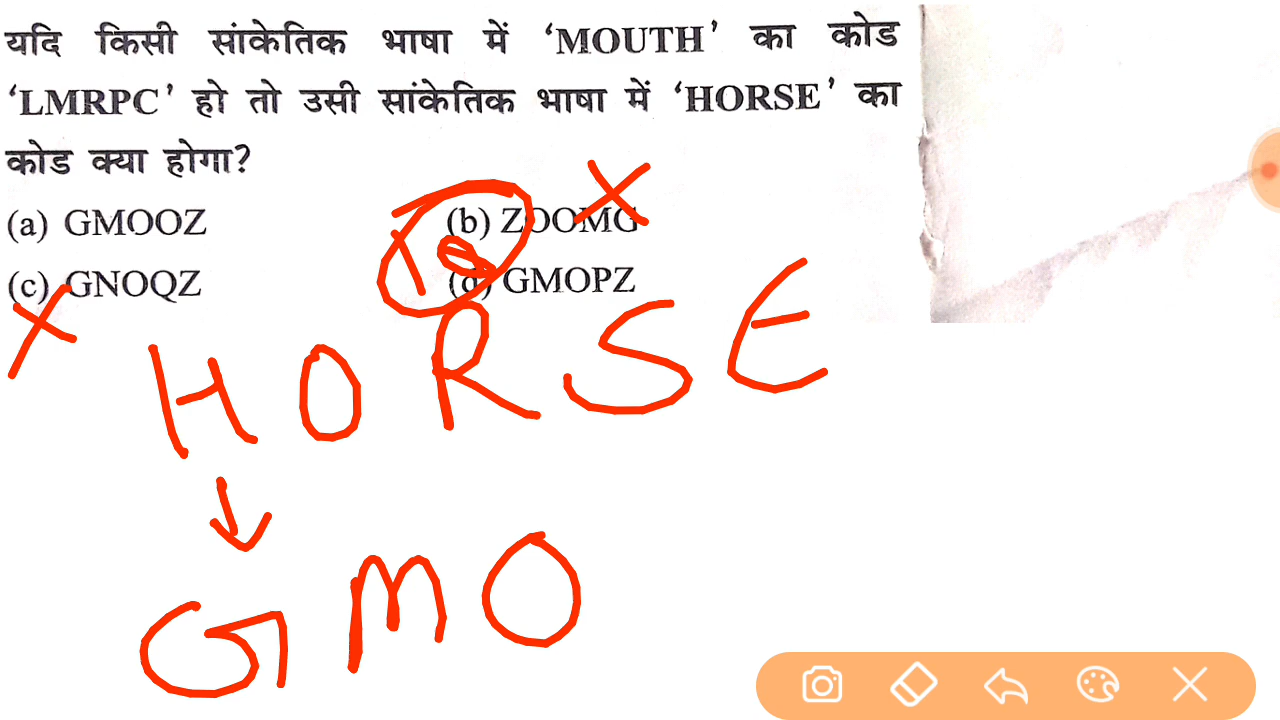 यदि किसी सांकेतिक भाषा में ‘MOUTH’ का कोड
‘LMRPC’ हो तो उसी सांकेतिक भाषा में ‘HORSE’ का
कोड क्या होगा?
(a) GMOOZ (b) ZOOMG
(c) GNOQZ (d) GMOPZ
HORSE
GMO